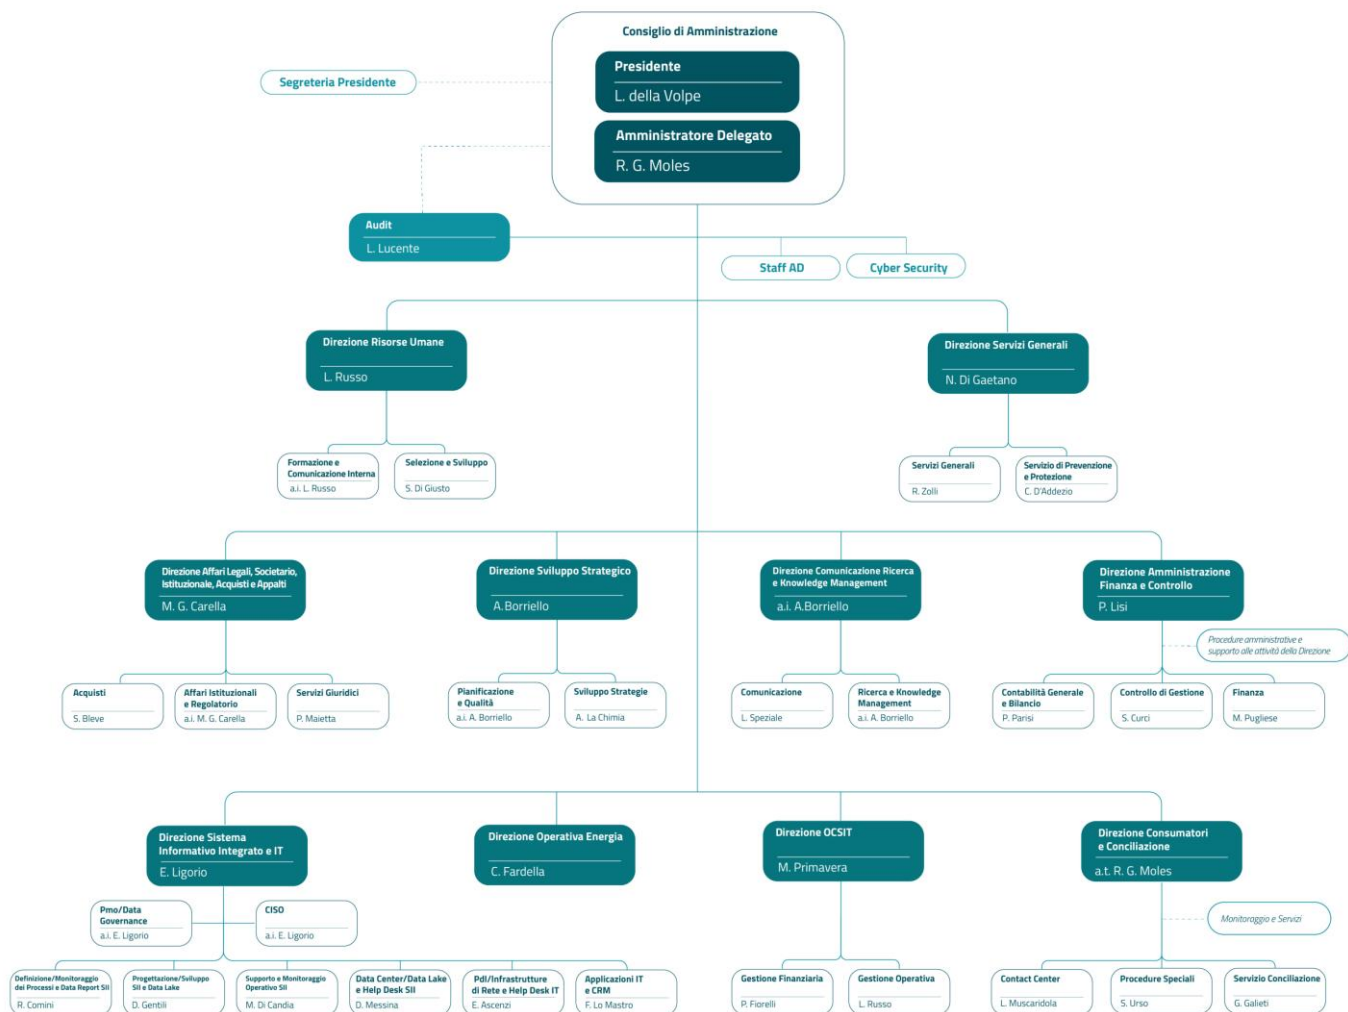 Consiglio di Amministrazione
Presidente
L. della Volpe
Segreteria Presidente
Amministratore Delegato
R. G. Moles
Audit
L. Lucente
Staff AD
Cyber Security
Direzione Risorse Umane
L. Russo
Direzione Servizi Generali
N. Di Gaetano
Formazione e
Comunicazione Interna
a.i. L. Russo
Selezione e Sviluppo
S. Di Giusto
Servizi Generali
R. Zolli
Servizio di Prevenzione
e Protezione
C. D'Addezio
Direzione Affari Legali, Societario,
Istituzionale, Acquisti e Appalti
M. G. Carella
Direzione Sviluppo Strategico
A.Borriello
Direzione Comunicazione Ricerca
e Knowledge Management
a.i. A.Borriello
Direzione Amministrazione
Finanza e Controllo
P. Lisi
Procedure amministrative e
supporto alle attività della Direzione
Acquisti
S. Bleve
Affari Istituzionali
e Regolatorio
a.i. M. G. Carella
Servizi Giuridici
P. Maietta
Pianificazione
e Qualità
a.i. A. Borriello
Sviluppo Strategie
A. La Chimia
Comunicazione
L. Speziale
Ricerca e Knowledge
Management
a.i. A. Borriello
Contabilità Generale
e Bilancio
P. Parisi
Controllo di Gestione
S. Curci
Finanza
M. Pugliese
Direzione Sistema
Informativo Integrato e IT
E. Ligorio
Direzione Operativa Energia
C. Fardella
Direzione OCSIT
M. Primavera
Direzione Consumatori
e Conciliazione
a.t. R. G. Moles
Pmo/Data
Governance
a.i. E. Ligorio
CISO
a.i. E. Ligorio
Monitoraggio e Servizi
Definizione/Monitoraggio
dei Processi e Data Report SII
R. Comini
Progettazione/Sviluppo
SII e Data Lake
D. Gentili
Supporto e Monitoraggio
Operativo SII
M. Di Candia
Data Center/Data Lake
e Help Desk SII
D. Messina
Pdl/Infrastrutture
di Rete e Help Desk IT
E. Ascenzi
Applicazioni IT
e CRM
F. Lo Mastro
Gestione Finanziaria
P. Fiorelli
Gestione Operativa
L. Russo
Contact Center
L. Muscaridola
Procedure Speciali
S. Urso
Servizio Conciliazione
G. Galieti